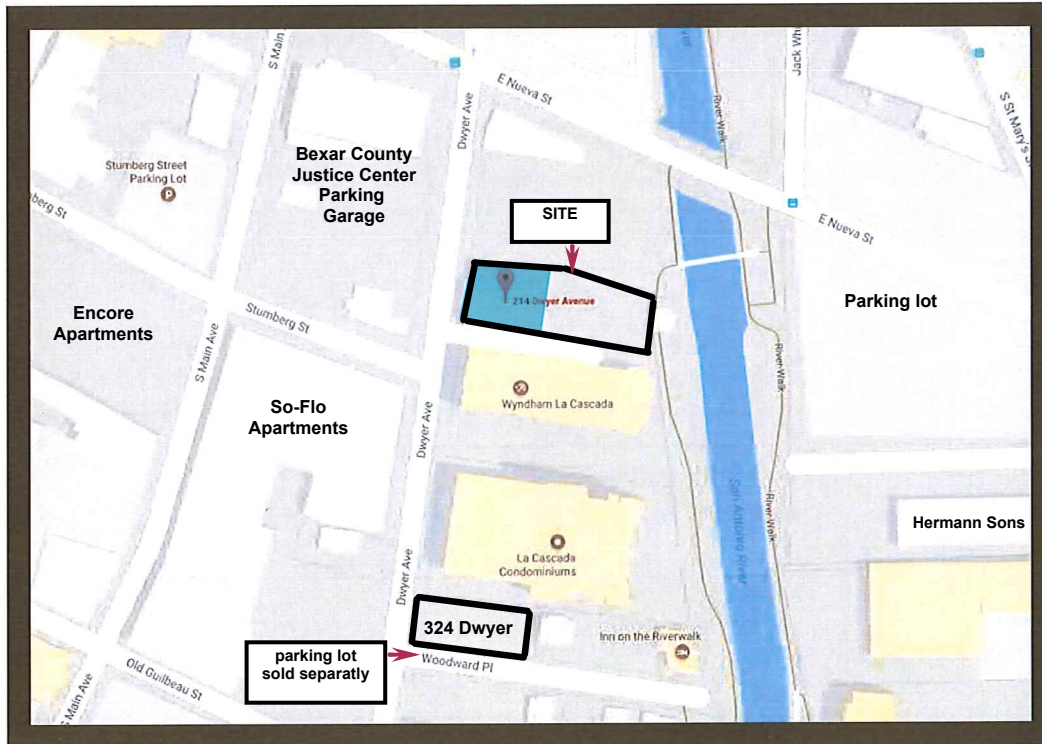 S Main
Dwyer Ave
E Nueva St
River
Jack Wh
S St Mary's S
Stumberg Street
Parking Lot
Bexar County
Justice Center
Parking
Garage
River Walk
SITE
E Nueva St
mberg St
214 Dwyer Avenue
Encore
Apartments
Stumberg St
Parking lot
S Main Ave
River Walk
Wyndham La Cascada
So-Flo
Apartments
Dwyer Ave
San Antonio River
River Walk
Hermann Sons
La Cascada
Condominiums
Dwyer Ave
324 Dwyer
Inn on the Riverwalk
parking lot
sold separatly
Woodward Pl
Old Guilbeau St
S Main Ave